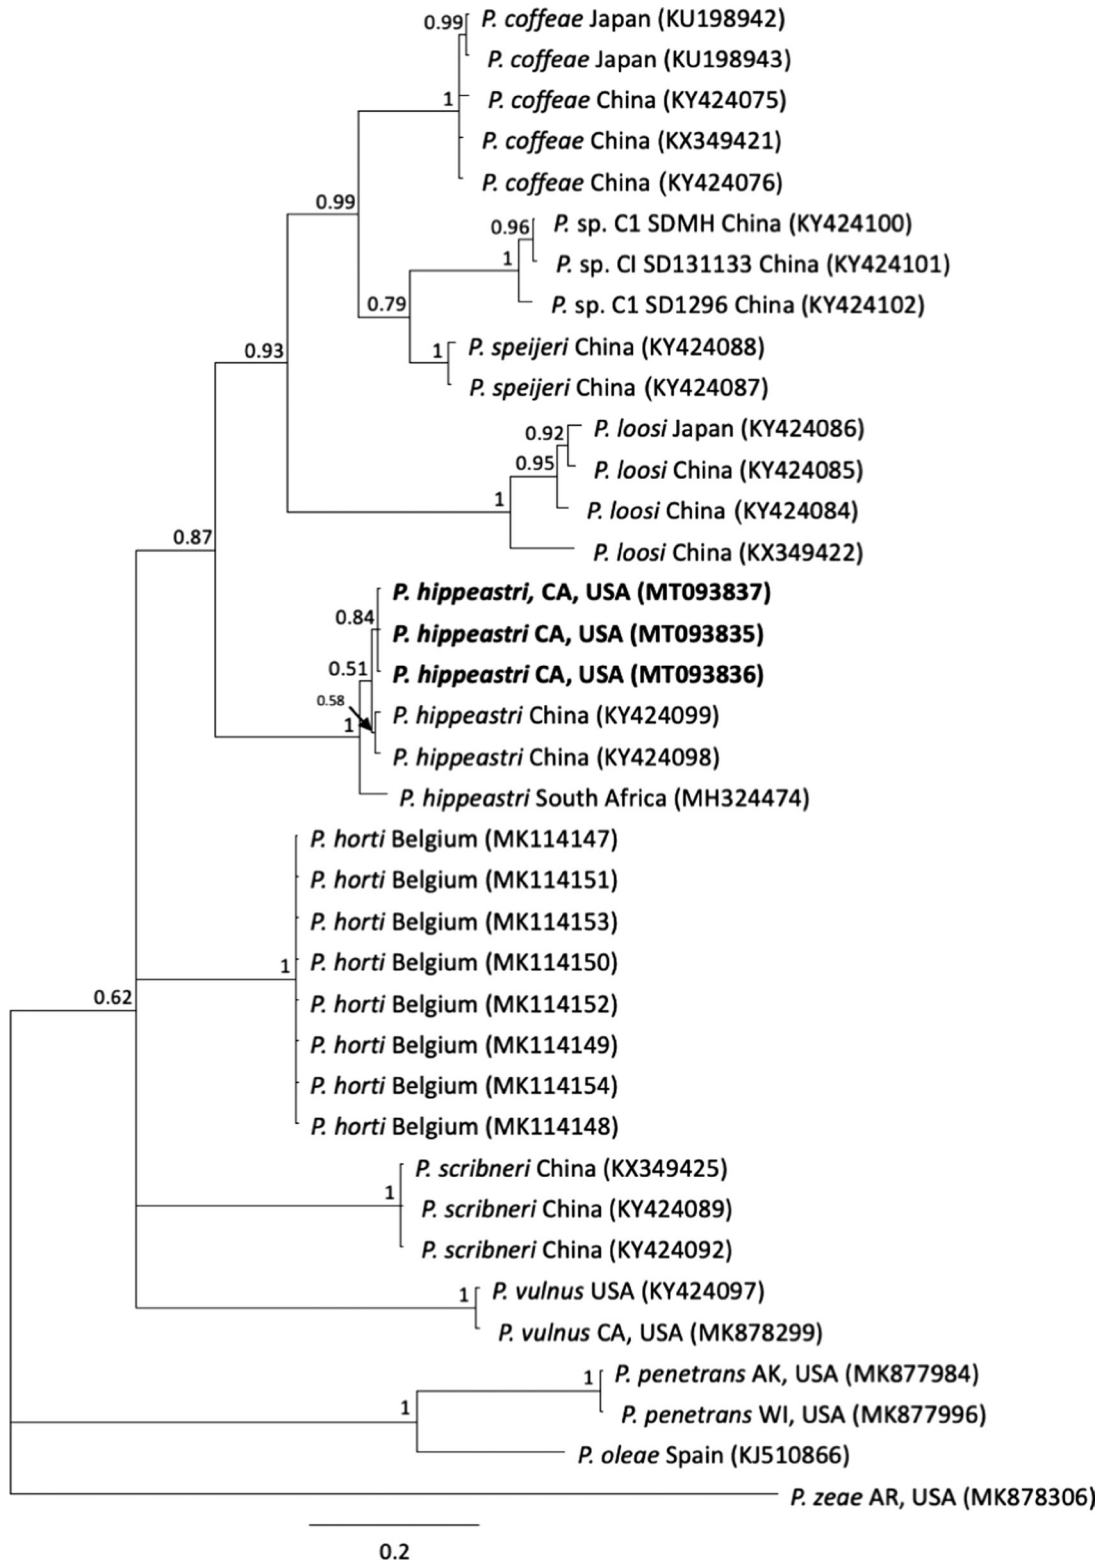 0.99
P. coffeae Japan (KU198942)
P. coffeae Japan (KU198943)
1
P. coffeae China (KY424075)
P. coffeae China (KX349421)
P. coffeae China (KY424076)
0.99
0.96
P. sp. C1 SDMH China (KY424100)
1
P. sp. CI SD131133 China (KY424101)
0.79
P. sp. C1 SD1296 China (KY424102)
0.93
1
P. speijeri China (KY424088)
P. speijeri China (KY424087)
0.92
P. loosi Japan (KY424086)
0.95
P. loosi China (KY424085)
1
P. loosi China (KY424084)
0.87
P. loosi China (KX349422)
P. hippeastri, CA, USA (MT093837)
0.84
P. hippeastri CA, USA (MT093835)
0.51
P. hippeastri CA, USA (MT093836)
0.58
1
P. hippeastri China (KY424099)
P. hippeastri China (KY424098)
P. hippeastri South Africa (MH324474)
P. horti Belgium (MK114147)
P. horti Belgium (MK114151)
P. horti Belgium (MK114153)
1
P. horti Belgium (MK114150)
0.62
P. horti Belgium (MK114152)
P. horti Belgium (MK114149)
P. horti Belgium (MK114154)
P. horti Belgium (MK114148)
P. scribneri China (KX349425)
1
P. scribneri China (KY424089)
P. scribneri China (KY424092)
1
P. vulnus USA (KY424097)
P. vulnus CA, USA (MK878299)
1
P. penetrans AK, USA (MK877984)
1
P. penetrans WI, USA (MK877996)
P. oleae Spain (KJ510866)
P. zeae AR, USA (MK878306)
0.2